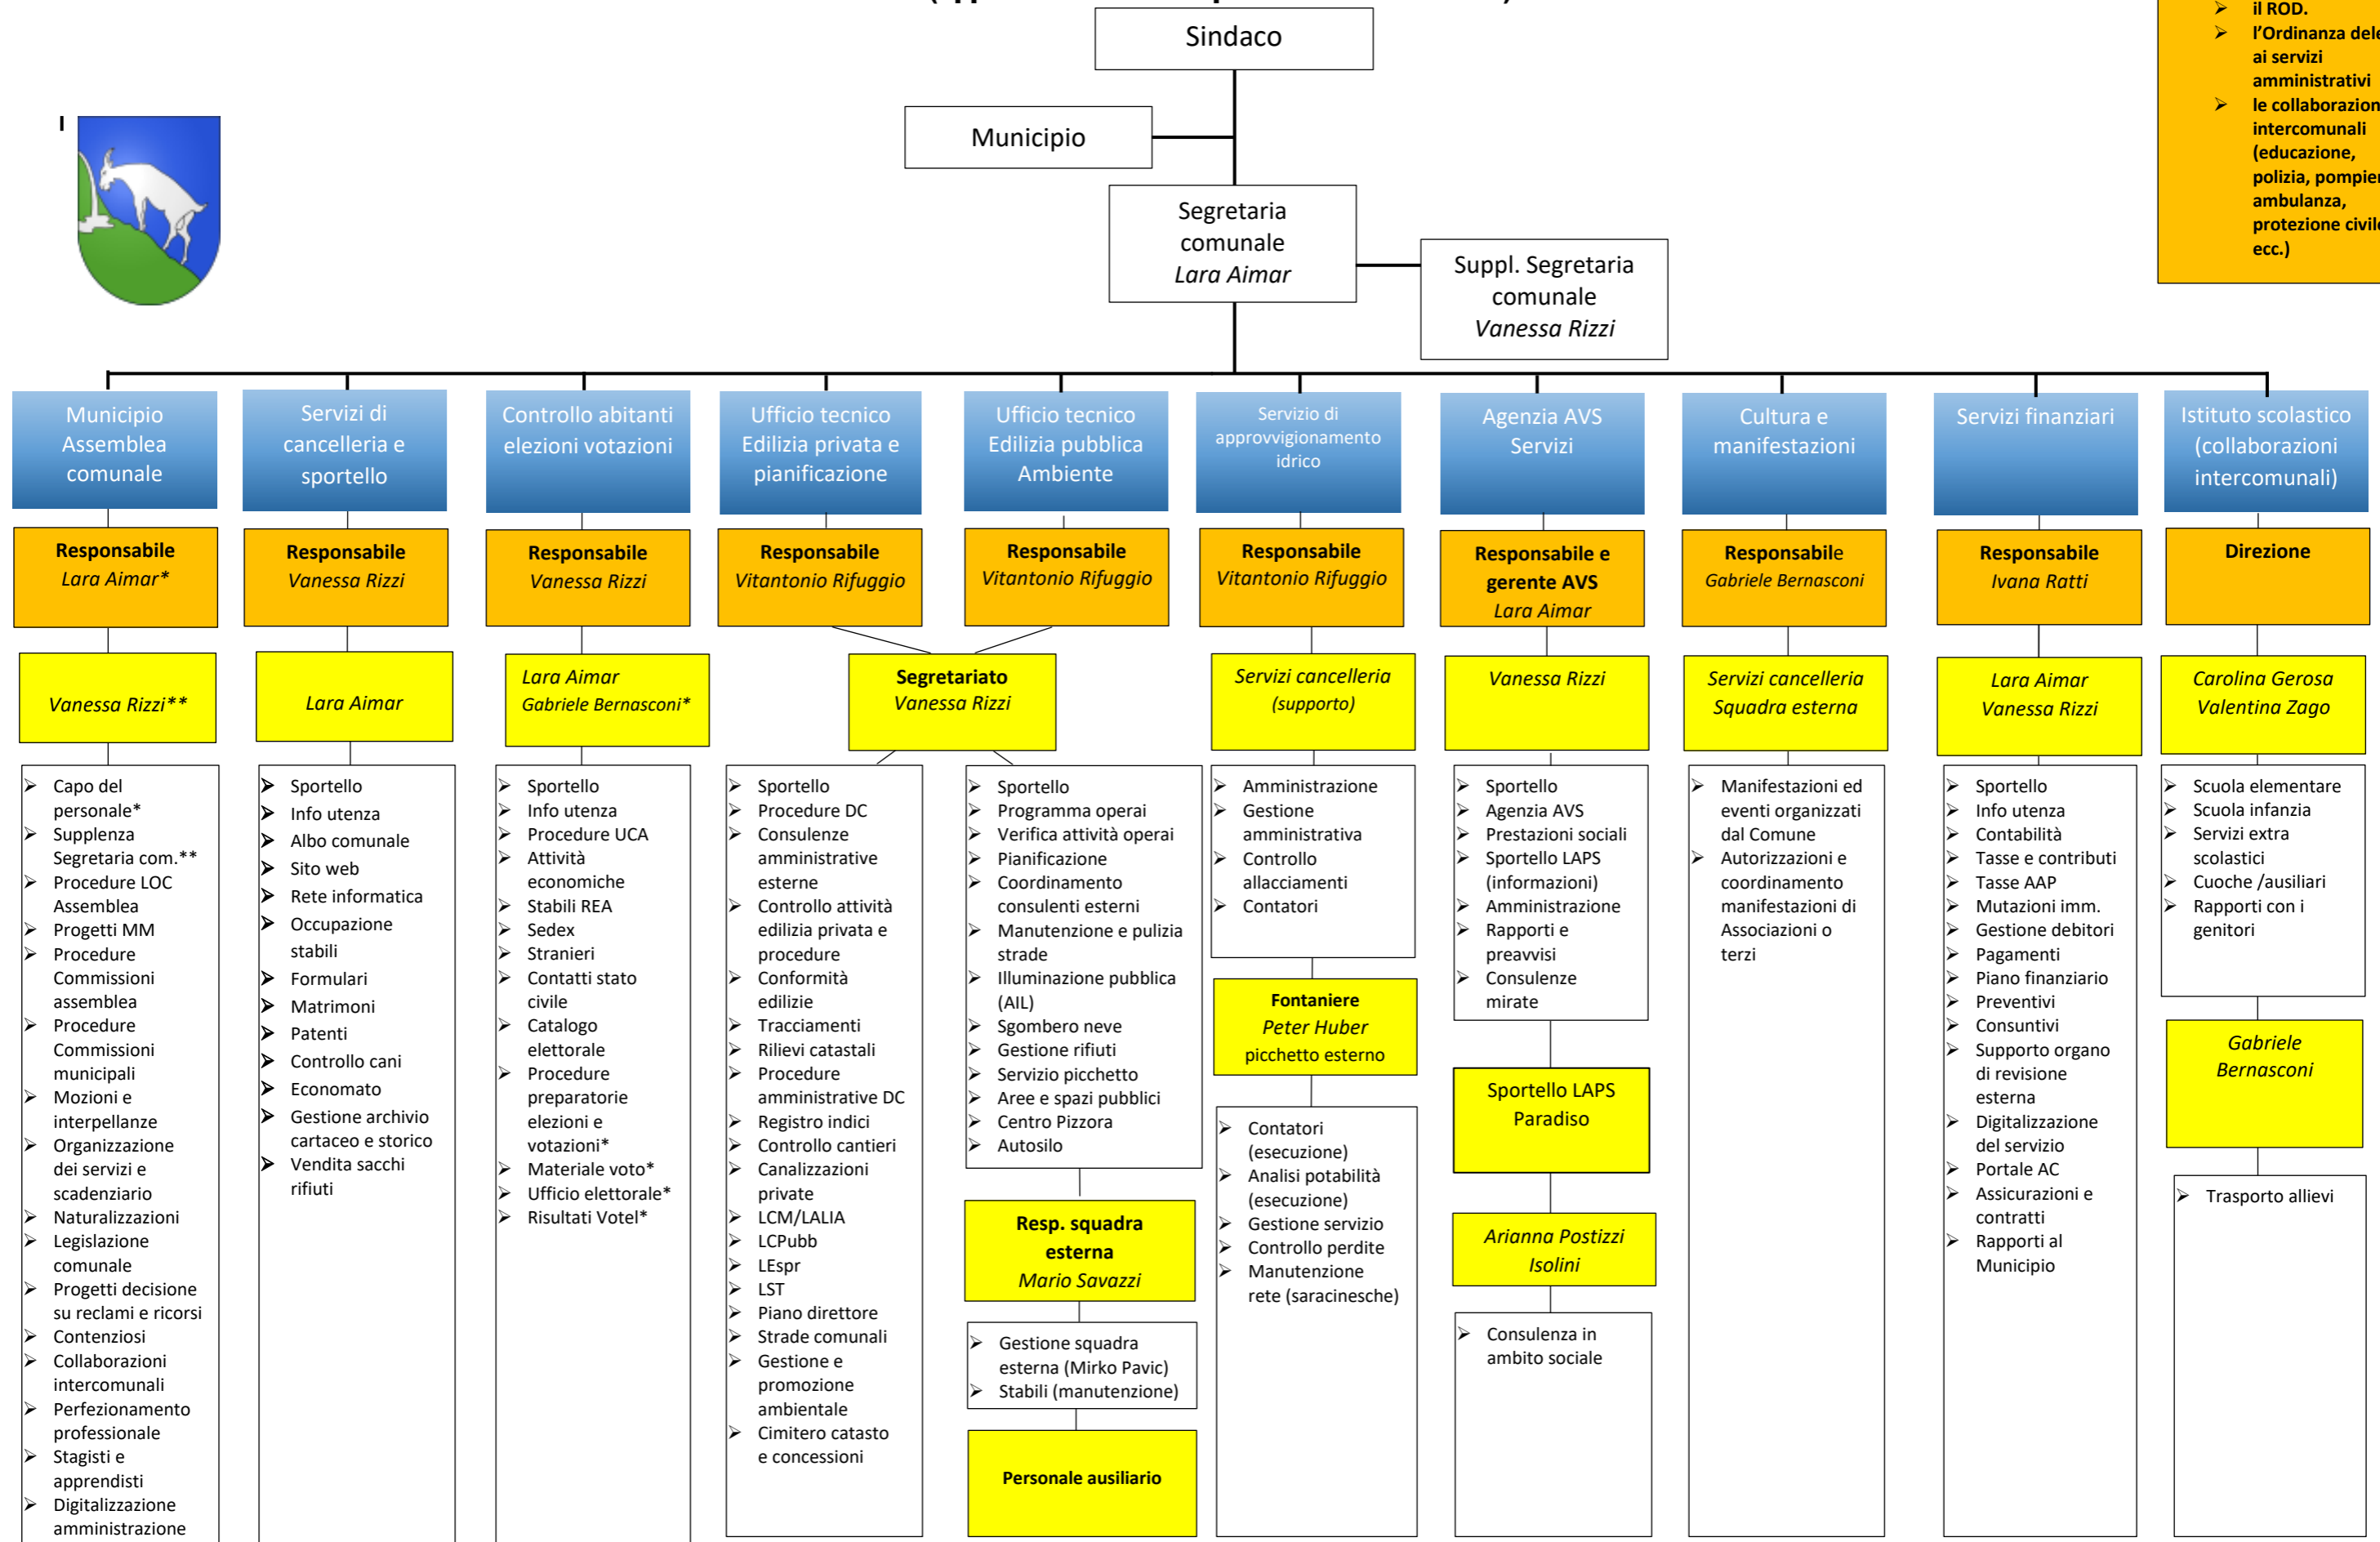 Sindaco
Municipio
Segretaria
comunale
Lara Aimar
Suppl. Segretaria
comunale
Vanessa Rizzi
il ROD.
ai servizi
amministrativi
intercomunali
(educazione,
ambulanza,
ecc.)
Municipio
Assemblea
comunale
Responsabile
Lara Aimar*
Vanessa Rizzi**
➢ Capo del
personale*
➢ Supplenza
Segretaria com.**
➢ Procedure LOC
Assemblea
➢ Progetti MM
➢ Procedure
Commissioni
assemblea
➢ Procedure
Commissioni
municipali
➢ Mozioni e
interpellanze
➢ Organizzazione
dei servizi e
scadenziario
➢ Naturalizzazioni
➢ Legislazione
comunale
➢ Progetti decisione
su reclami e ricorsi
➢ Contenziosi
➢ Collaborazioni
intercomunali
➢ Perfezionamento
professionale
➢ Stagisti e
apprendisti
➢ Digitalizzazione
amministrazione
Servizi di
cancelleria e
sportello
Responsabile
Vanessa Rizzi
Lara Aimar
➢ Sportello
➢ Info utenza
➢ Albo comunale
➢ Sito web
➢ Rete informatica
➢ Occupazione
stabili
➢ Formulari
➢ Matrimoni
➢ Patenti
➢ Controllo cani
➢ Economato
➢ Gestione archivio
cartaceo e storico
➢ Vendita sacchi
rifiuti
Controllo abitanti
elezioni votazioni
Responsabile
Vanessa Rizzi
Lara Aimar
Gabriele Bernasconi*
➢ Sportello
➢ Info utenza
➢ Procedure UCA
➢ Attività
economiche
➢ Stabili REA
➢ Sedex
➢ Stranieri
➢ Contatti stato
civile
➢ Catalogo
elettorale
➢ Procedure
preparatorie
elezioni e
votazioni*
➢ Materiale voto*
➢ Ufficio elettorale*
➢ Risultati Votel*
Ufficio tecnico
Edilizia privata e
pianificazione
Responsabile
Vitantonio Rifuggio
Ufficio tecnico
Edilizia pubblica
Ambiente
Responsabile
Vitantonio Rifuggio
Segretariato
Vanessa Rizzi
➢ Sportello
➢ Procedure DC
➢ Consulenze
amministrative
esterne
➢ Controllo attività
edilizia privata e
procedure
➢ Conformità
edilizie
➢ Tracciamenti
➢ Rilievi catastali
➢ Procedure
amministrative DC
➢ Registro indici
➢ Controllo cantieri
➢ Canalizzazioni
private
➢ LCM/LALIA
➢ LCPubb
➢ LEspr
➢ LST
➢ Piano direttore
➢ Strade comunali
➢ Gestione e
promozione
ambientale
➢ Cimitero catasto
e concessioni
➢ Sportello
➢ Programma operai
➢ Verifica attività operai
➢ Pianificazione
➢ Coordinamento
consulenti esterni
➢ Manutenzione e pulizia
strade
➢ Illuminazione pubblica
(AIL)
➢ Sgombero neve
➢ Gestione rifiuti
➢ Servizio picchetto
➢ Aree e spazi pubblici
➢ Centro Pizzora
➢ Autosilo
Resp. squadra
esterna
Mario Savazzi
➢ Gestione squadra
esterna (Mirko Pavic)
➢ Stabili (manutenzione)
Personale ausiliario
Servizio di
approvvigionamento
idrico
Responsabile
Vitantonio Rifuggio
Servizi cancelleria
(supporto)
➢ Amministrazione
➢ Gestione
amministrativa
➢ Controllo
allacciamenti
➢ Contatori
Fontaniere
Peter Huber
picchetto esterno
➢ Contatori
(esecuzione)
➢ Analisi potabilità
(esecuzione)
➢ Gestione servizio
➢ Controllo perdite
➢ Manutenzione
rete (saracinesche)
Agenzia AVS
Servizi
Responsabile e
gerente AVS
Lara Aimar
Vanessa Rizzi
➢ Sportello
➢ Agenzia AVS
➢ Prestazioni sociali
➢ Sportello LAPS
(informazioni)
➢ Amministrazione
➢ Rapporti e
preavvisi
➢ Consulenze
mirate
Sportello LAPS
Paradiso
Arianna Postizzi
Isolini
➢ Consulenza in
ambito sociale
Cultura e
manifestazioni
Responsabile
Gabriele Bernasconi
Servizi cancelleria
Squadra esterna
➢ Manifestazioni ed
eventi organizzati
dal Comune
➢ Autorizzazioni e
coordinamento
manifestazioni di
Associazioni o
terzi
Servizi finanziari
Responsabile
Ivana Ratti
Lara Aimar
Vanessa Rizzi
➢ Sportello
➢ Info utenza
➢ Contabilità
➢ Tasse e contributi
➢ Tasse AAP
➢ Mutazioni imm.
➢ Gestione debitori
➢ Pagamenti
➢ Piano finanziario
➢ Preventivi
➢ Consuntivi
➢ Supporto organo
di revisione
esterna
➢ Digitalizzazione
del servizio
➢ Portale AC
➢ Assicurazioni e
contratti
➢ Rapporti al
Municipio
Istituto scolastico
(collaborazioni
intercomunali)
Direzione
Carolina Gerosa
Valentina Zago
➢ Scuola elementare
➢ Scuola infanzia
➢ Servizi extra
scolastici
➢ Cuoche /ausiliari
➢ Rapporti con i
genitori
Gabriele
Bernasconi
➢ Trasporto allievi